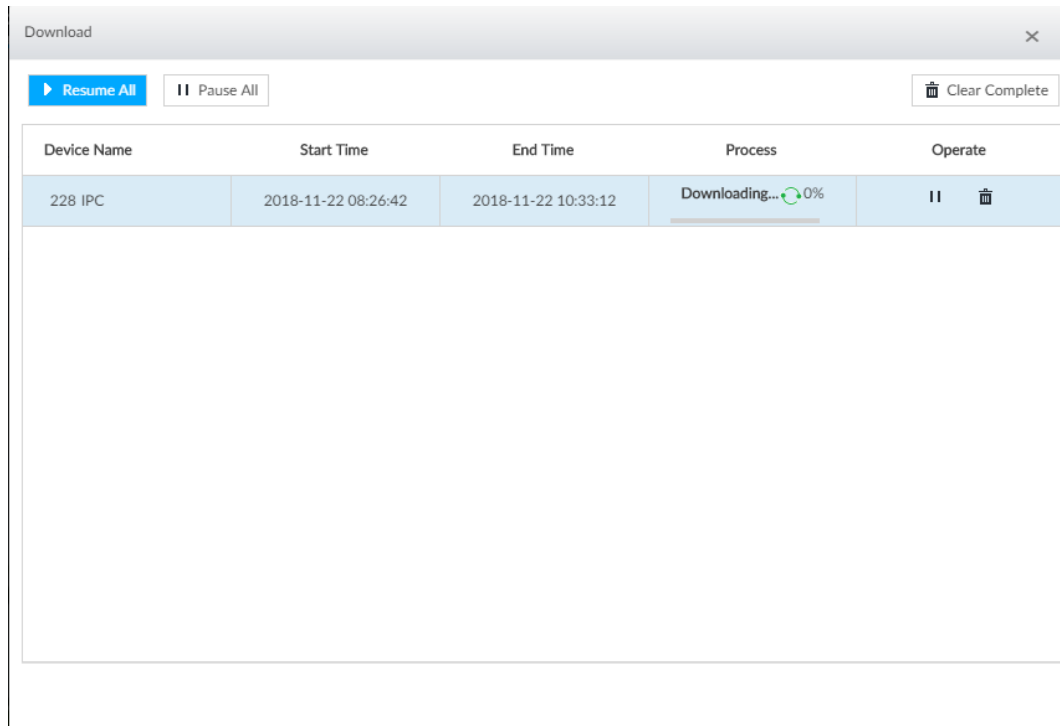 Download
Resume All Pause All Clear Complete
Device Name Start Time End Time Process Operate
228 IPC 2018-11-22 08:26:42 2018-11-22 10:33:12 Downloading... 0%